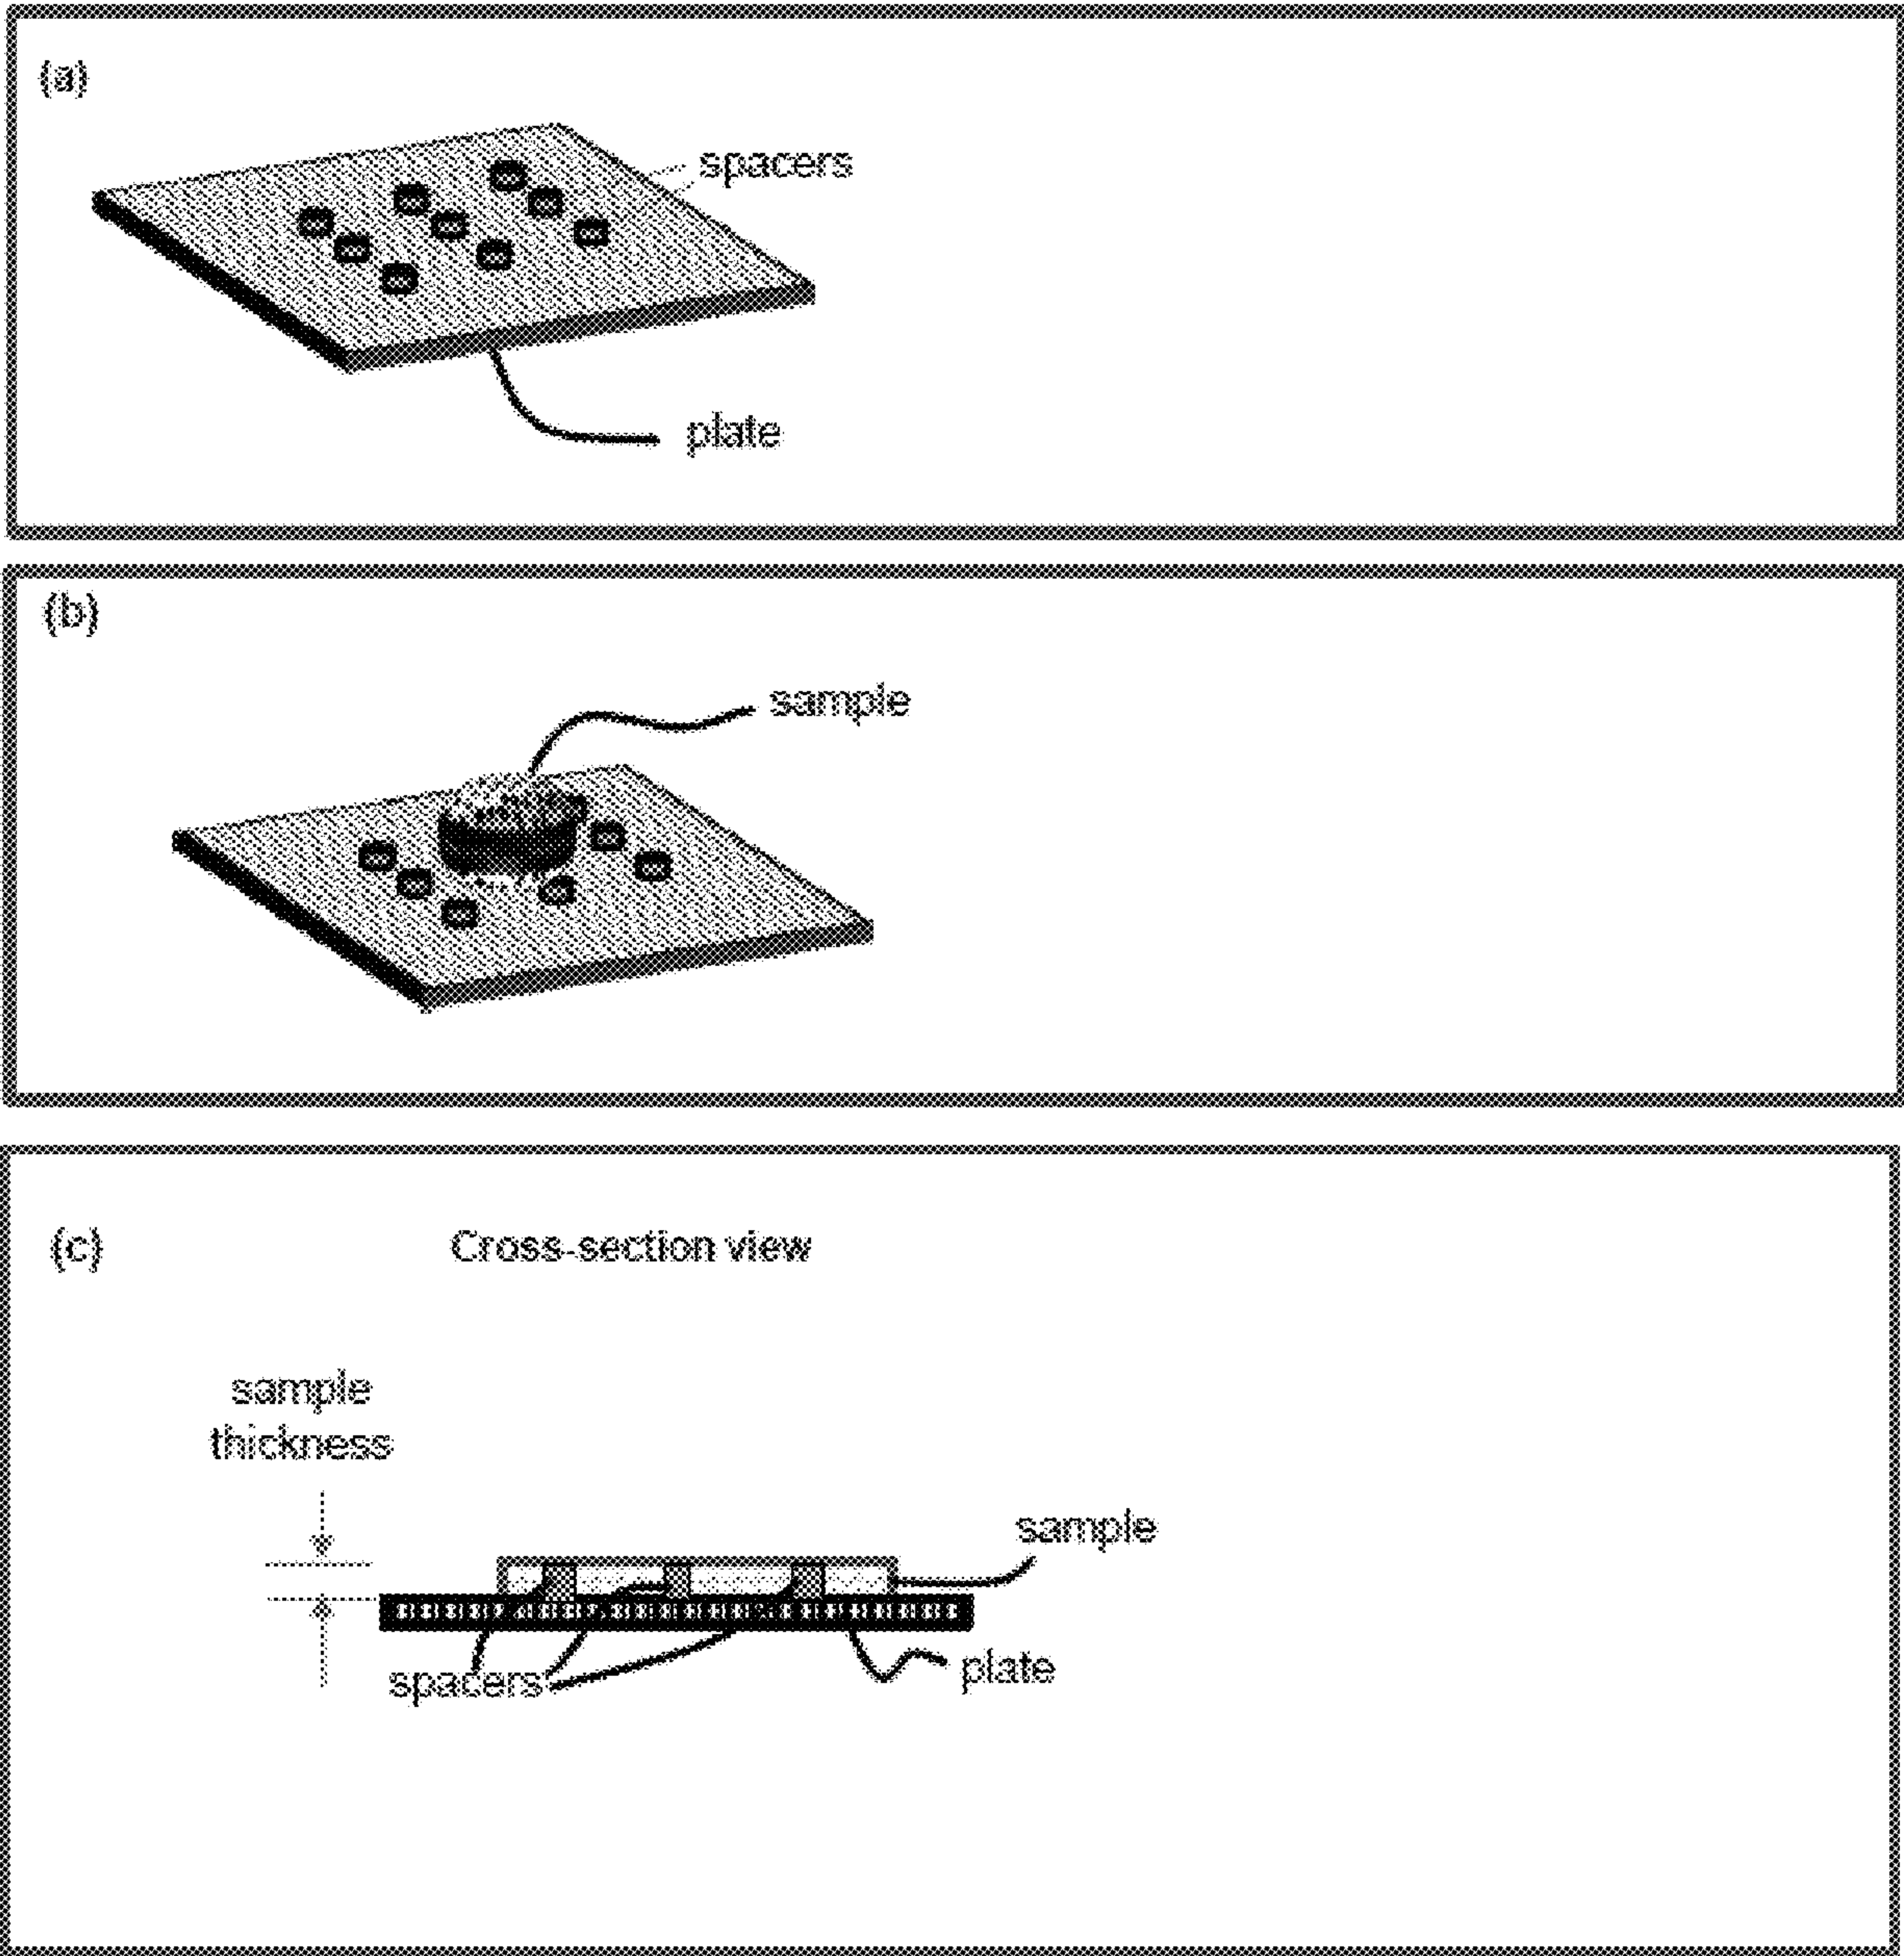 (a)
spacers
plate
(b)
sample
(c)
Cross-section view
sample
thickness
sample
spacers
plate